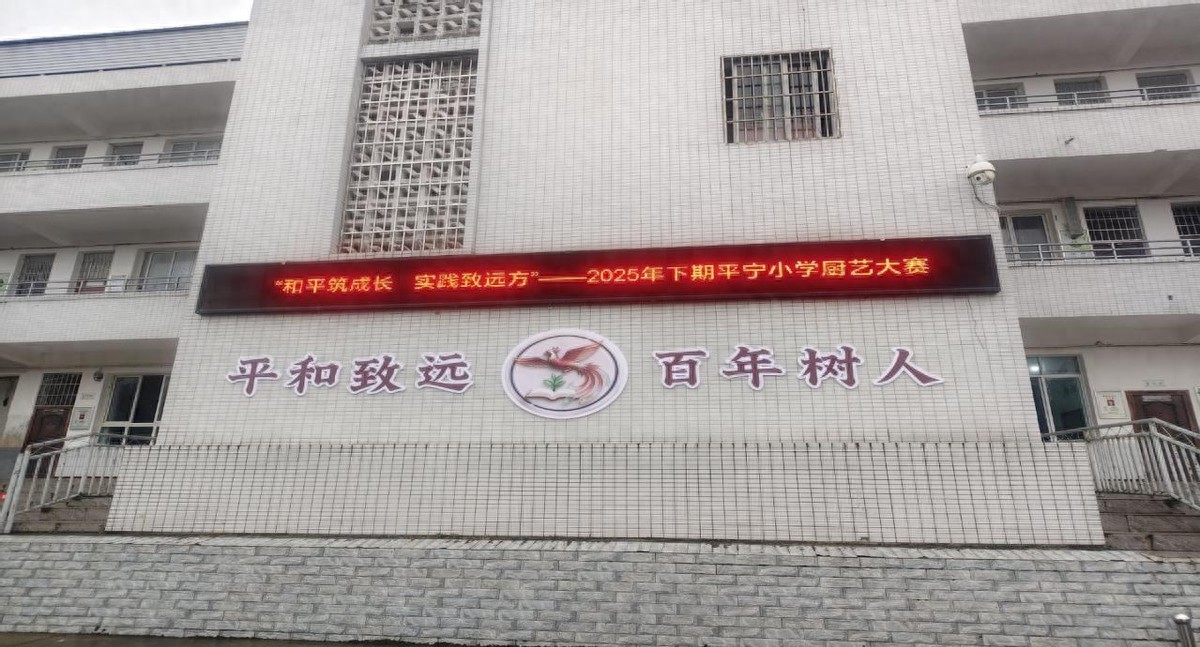 “和平筑成长 实践致远方”——2025年下期平宁小学厨艺大赛
平和致远 百年树人